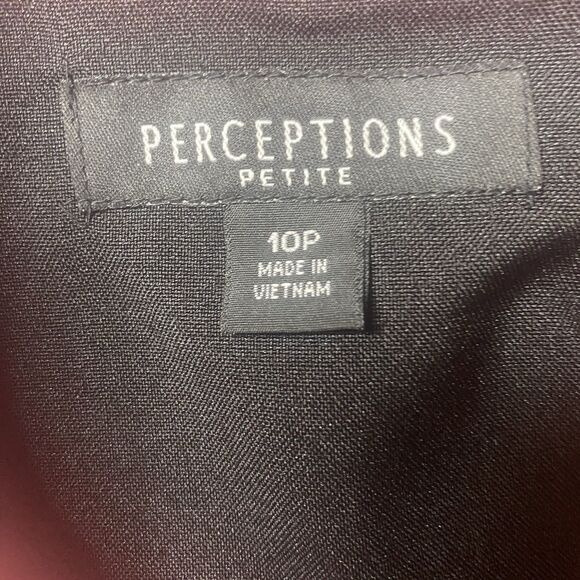 PERCEPTIONS
PETITE
10P
MADE IN
VIETNAM